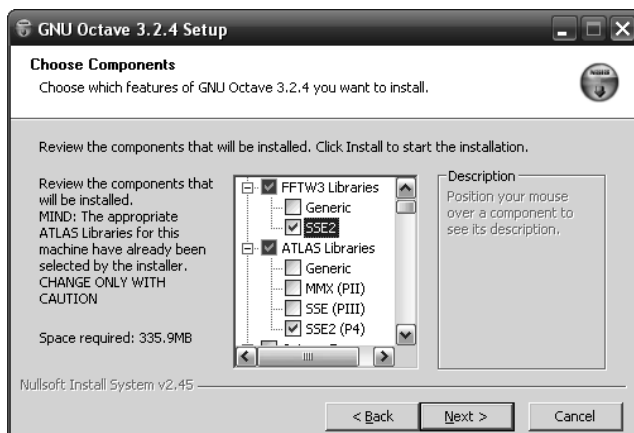 GNU Octave 3.2.4 Setup
Choose Components
Choose which features of GNU Octave 3.2.4 you want to install.
Review the components that will be installed. Click Install to start the installation.
Review the components that
will be installed.
MIND: The appropriate
ATLAS Libraries for this
machine have already been
selected by the installer.
CHANGE ONLY WITH
CAUTION
Space required: 335.9MB
FFTW3 Libraries
Generic
SSE2
ATLAS Libraries
Generic
MMX (PII)
SSE (PIII)
SSE2 (P4)
Description
Position your mouse
over a component to
see its description.
Nullsoft Install System v2.45
< Back
Next >
Cancel